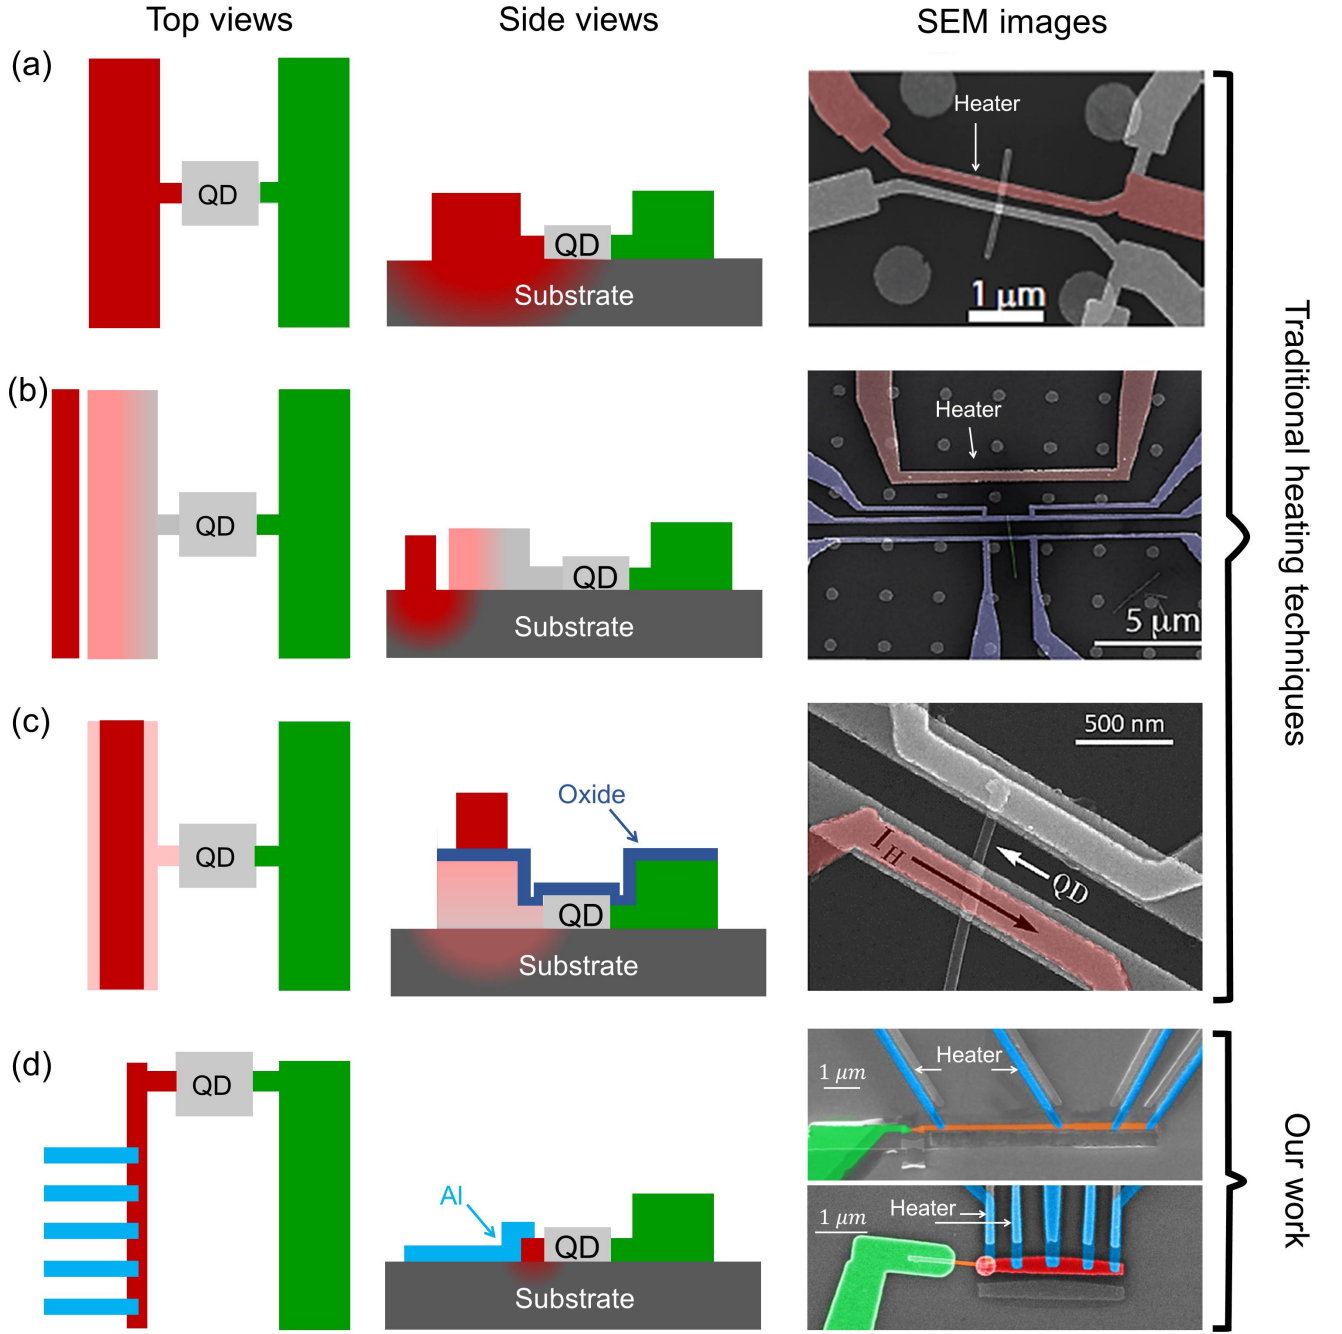 Top views
Side views
SEM images
(a)
QD
QD
Substrate
Heater
1 μm
(b)
QD
QD
Substrate
Heater
5 μm
(c)
QD
Oxide
QD
Substrate
500 nm
I_H
QD
Traditional heating techniques
(d)
QD
Al
QD
Substrate
Heater
1 μm
Heater
1 μm
Our work